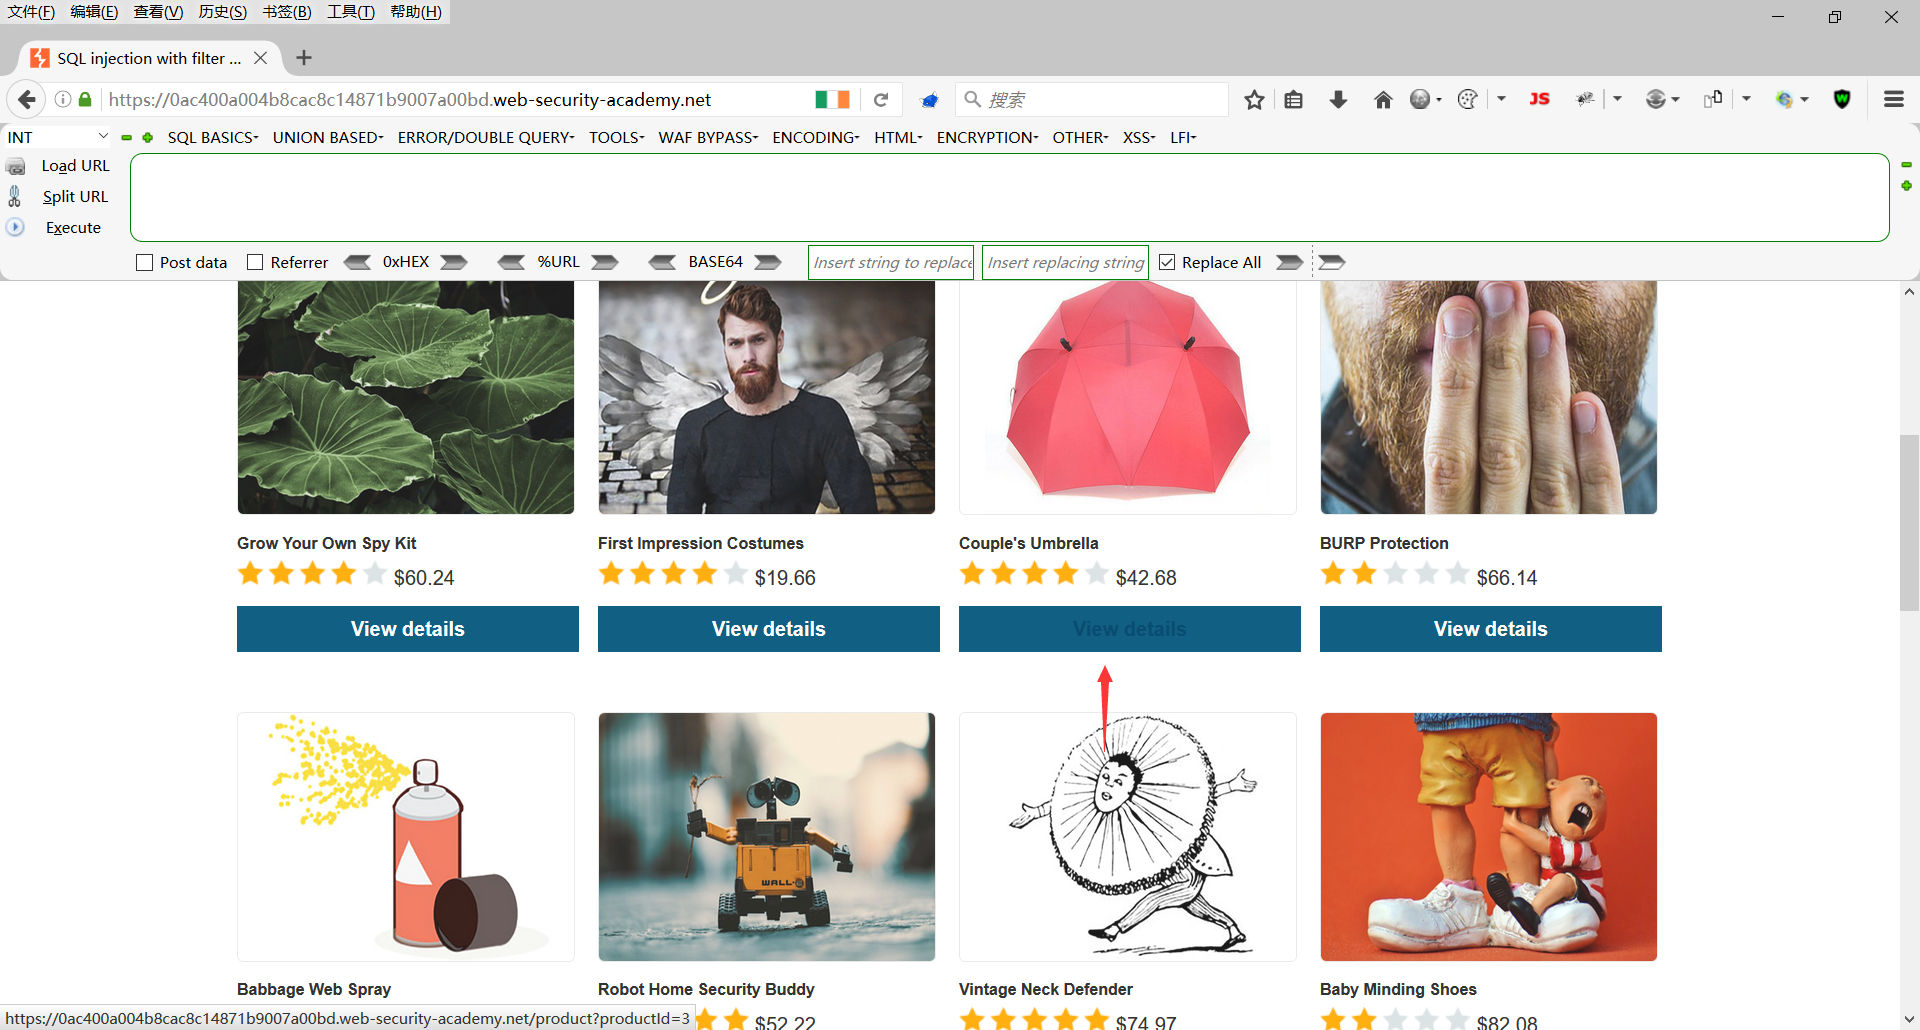 文件(F) 编辑(E) 查看(V) 历史(S) 书签(B) 工具(T) 帮助(H)
SQL injection with filter ...
https://0ac400a004b8cac8c14871b9007a00bd.web-security-academy.net
搜索
JS
W
INT
SQL BASICS UNION BASED ERROR/DOUBLE QUERY TOOLS WAF BYPASS ENCODING HTML ENCRYPTION OTHER XSS LFI
Load URL
Split URL
Execute
Post data Referrer 0xHEX %URL BASE64 Insert string to replace Insert replacing string Replace All
Grow Your Own Spy Kit First Impression Costumes Couple's Umbrella BURP Protection
$60.24 $19.66 $42.68 $66.14
View details View details View details View details
WALL·E
Babbage Web Spray Robot Home Security Buddy Vintage Neck Defender Baby Minding Shoes
$52.22 $74.97 $82.08
https://0ac400a004b8cac8c14871b9007a00bd.web-security-academy.net/product?productId=3